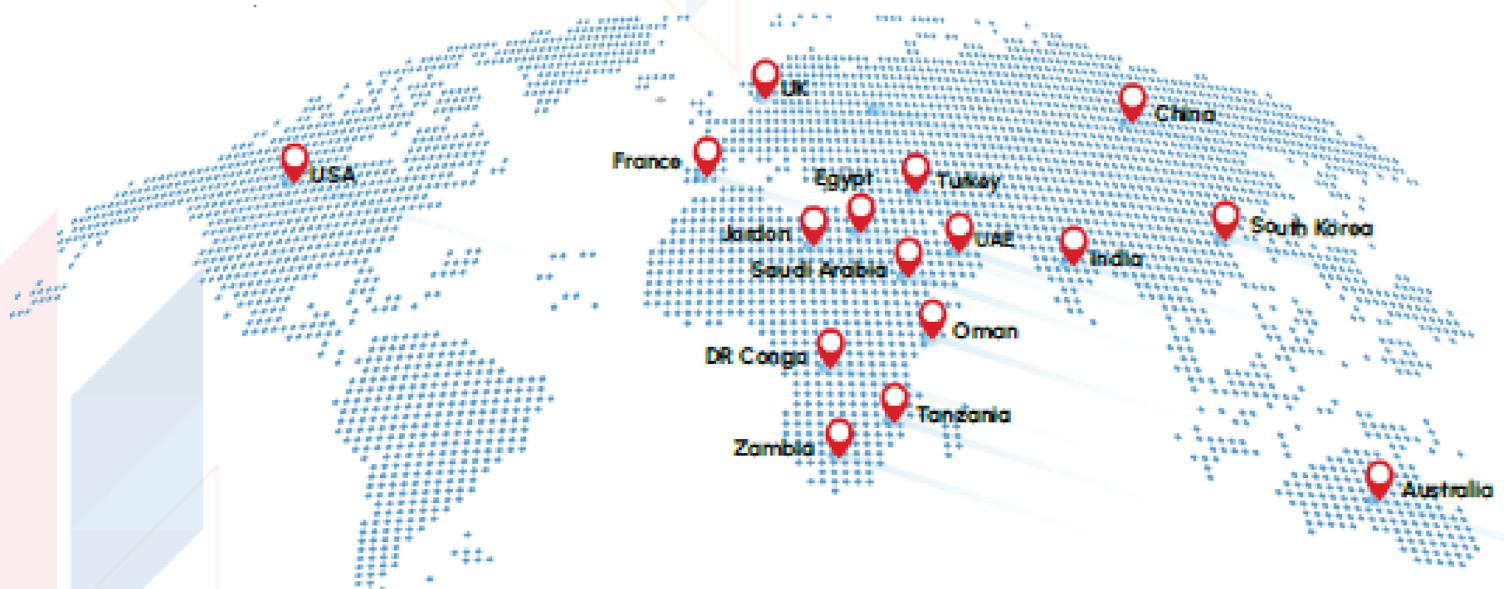 UK
China
France
USA
Egypt
Turkey
Jordon
UAE
South Korea
India
Saudi Arabia
Oman
DR Congo
Tanzania
Zambia
Australia